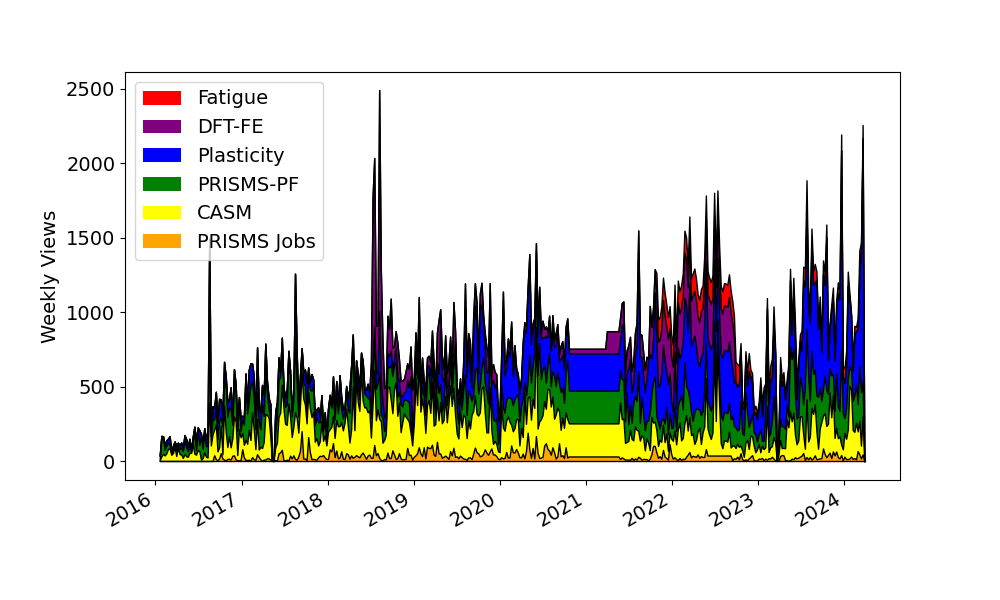 2500
2000
1500
1000
500
0
Weekly Views
Fatigue
DFT-FE
Plasticity
PRISMS-PF
CASM
PRISMS Jobs
2016
2017
2018
2019
2020
2021
2022
2023
2024